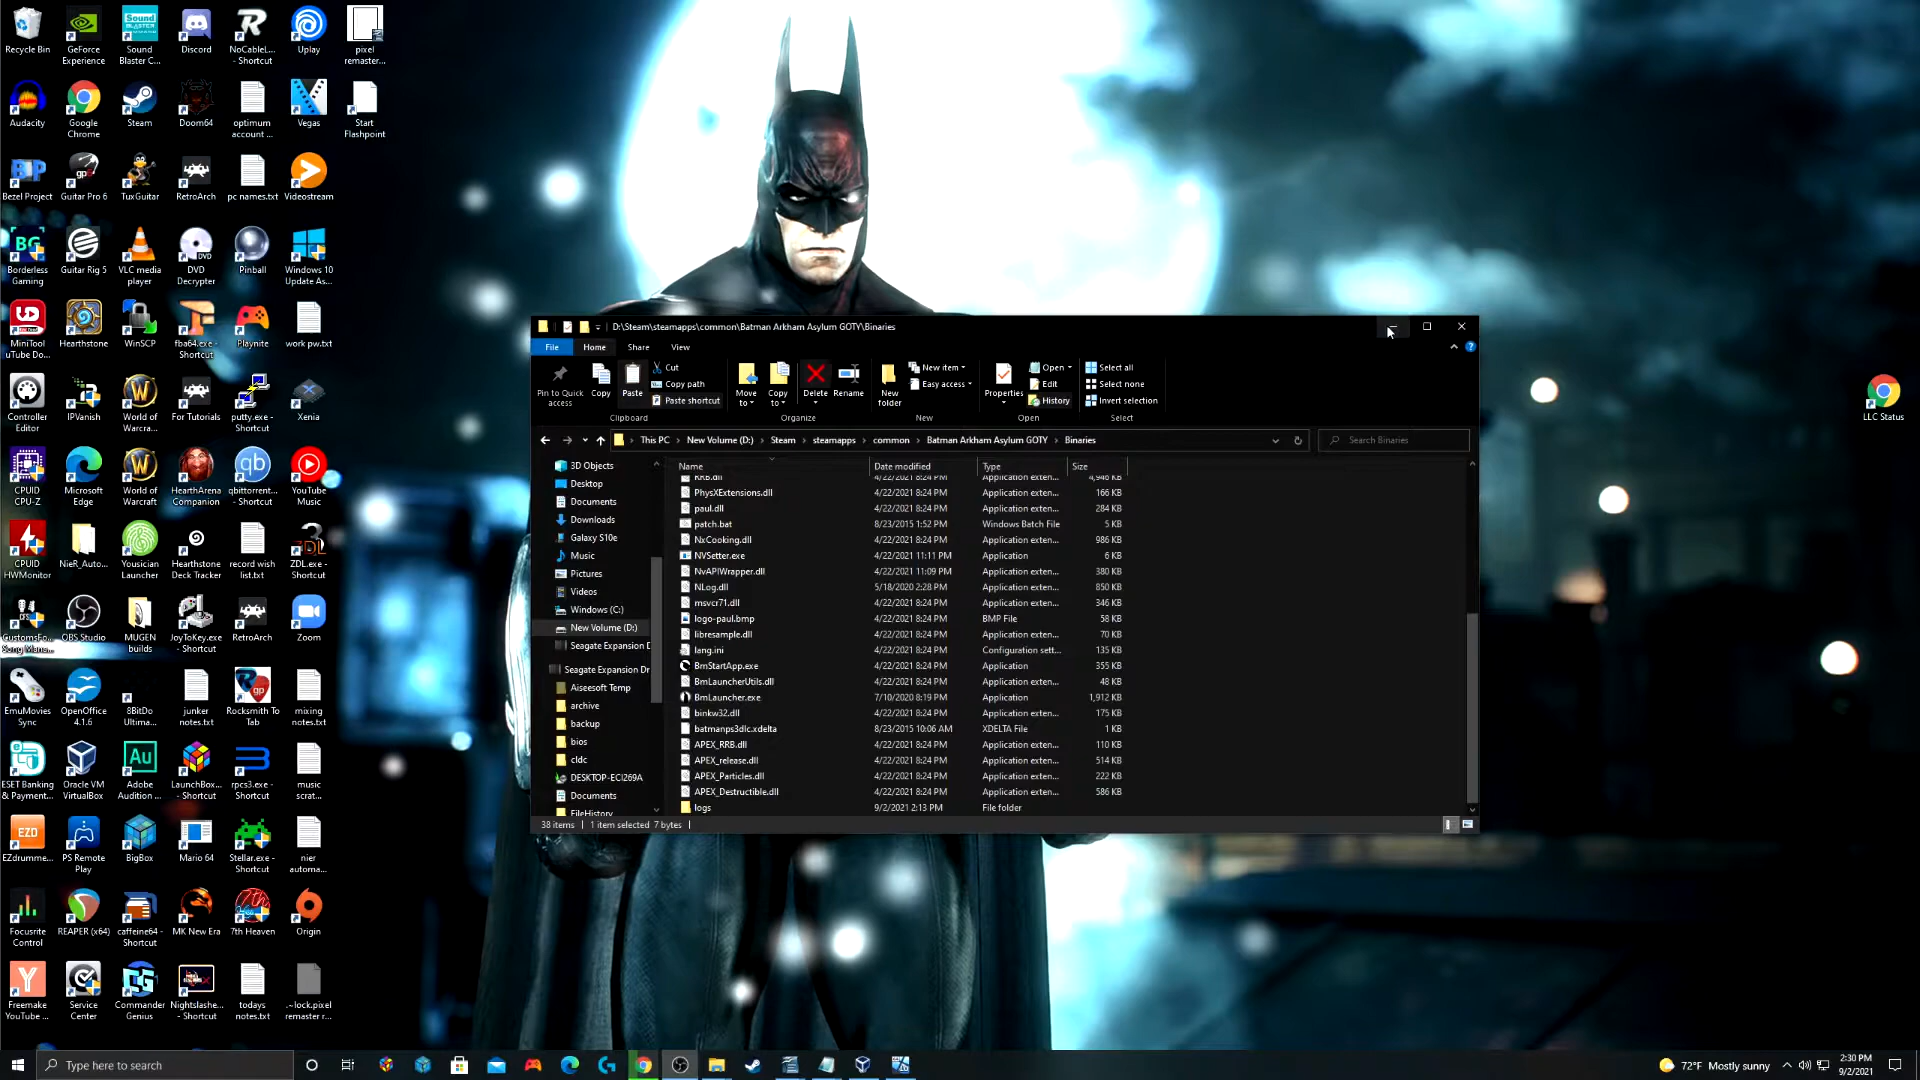 Recycle Bin
GeForce Experience
Sound Blaster C...
Discord
NoCableL... - Shortcut
Uplay
pixel remaster...
Audacity
Google Chrome
Steam
Doom64
optimum account ...
Vegas
Start Flashpoint
Bezel Project
Guitar Pro 6
TuxGuitar
RetroArch
pc names.txt
Videostream
Borderless Gaming
Guitar Rig 5
VLC media player
DVD Decrypter
Pinball
Windows 10 Update As...
MiniTool uTube Do...
Hearthstone
WinSCP
fba64.exe - Shortcut
Playnite
work pw.txt
Controller Editor
IPVanish
World of Warcra...
For Tutorials
putty.exe - Shortcut
Xenia
CPUID CPU-Z
Microsoft Edge
World of Warcraft
HearthArena Companion
qbittorrent... - Shortcut
YouTube Music
CPUID HWMonitor
NieR_Auto...
Yousician Launcher
Hearthstone Deck Tracker
record wish list.txt
ZDL.exe - Shortcut
CustomsFo... Song Mana...
OBS Studio
MUGEN builds
JoyToKey.exe - Shortcut
RetroArch
Zoom
EmuMovies Sync
OpenOffice 4.1.6
8BitDo Ultima...
junker notes.txt
Rocksmith To Tab
mixing notes.txt
ESET Banking & Payment...
Oracle VM VirtualBox
Adobe Audition ...
LaunchBox... - Shortcut
rpcs3.exe - Shortcut
music scrat...
EZdrumme...
PS Remote Play
BigBox
Mario 64
Stellar.exe - Shortcut
nier automa...
Focusrite Control
REAPER (x64)
caffeine64 - Shortcut
MK New Era
7th Heaven
Origin
Freemake YouTube ...
Service Center
Commander Genius
Nightslashe... - Shortcut
todays notes.txt
.~lock.pixel remaster r...
LLC Status
D:\Steam\steamapps\common\Batman Arkham Asylum GOTY\Binaries
File Home Share View
Pin to Quick access
Copy
Paste
Cut
Copy path
Paste shortcut
Clipboard
Move to
Copy to
Delete
Rename
Organize
New folder
New item
Easy access
New
Properties
Open
Edit
History
Open
Select all
Select none
Invert selection
Select
This PC > New Volume (D:) > Steam > steamapps > common > Batman Arkham Asylum GOTY > Binaries
Search Binaries
3D Objects
Desktop
Documents
Downloads
Galaxy S10e
Music
Pictures
Videos
Windows (C:)
New Volume (D:)
Seagate Expansion D
Seagate Expansion Dr
Aiseesoft Temp
archive
backup
bios
cldc
DESKTOP-ECI269A
Documents
FileHistory
Name Date modified Type Size
RRB.dll 4/22/2021 8:24 PM Application exten... 4,946 KB
PhysXExtensions.dll 4/22/2021 8:24 PM Application exten... 166 KB
paul.dll 4/22/2021 8:24 PM Application exten... 284 KB
patch.bat 8/23/2015 1:52 PM Windows Batch File 5 KB
NxCooking.dll 4/22/2021 8:24 PM Application exten... 986 KB
NVSetter.exe 4/22/2021 11:11 PM Application 6 KB
NvAPIWrapper.dll 4/22/2021 11:09 PM Application exten... 380 KB
NLog.dll 5/18/2020 2:28 PM Application exten... 850 KB
msvcr71.dll 4/22/2021 8:24 PM Application exten... 346 KB
logo-paul.bmp 4/22/2021 8:24 PM BMP File 58 KB
libresample.dll 4/22/2021 8:24 PM Application exten... 70 KB
lang.ini 4/22/2021 8:24 PM Configuration sett... 135 KB
BmStartApp.exe 4/22/2021 8:24 PM Application 355 KB
BmLauncherUtils.dll 4/22/2021 8:24 PM Application exten... 48 KB
BmLauncher.exe 7/10/2020 8:19 PM Application 1,912 KB
binkw32.dll 4/22/2021 8:24 PM Application exten... 175 KB
batmanps3dlc.xdelta 8/23/2015 10:06 AM XDELTA File 1 KB
APEX_RRB.dll 4/22/2021 8:24 PM Application exten... 110 KB
APEX_release.dll 4/22/2021 8:24 PM Application exten... 514 KB
APEX_Particles.dll 4/22/2021 8:24 PM Application exten... 222 KB
APEX_Destructible.dll 4/22/2021 8:24 PM Application exten... 586 KB
logs 9/2/2021 2:13 PM File folder
38 items 1 item selected 7 bytes
Type here to search
72°F Mostly sunny
2:30 PM
9/2/2021